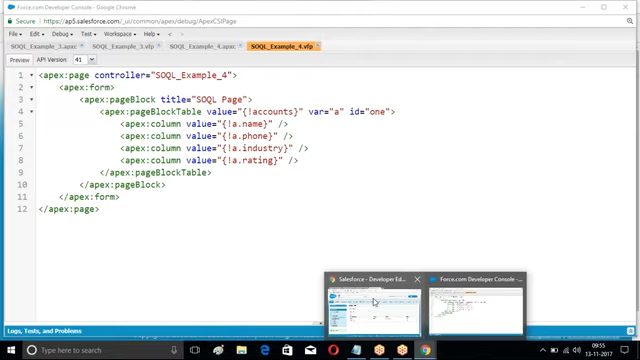 Force.com Developer Console - Google Chrome
Secure https://ap5.salesforce.com/_ui/common/apex/debug/ApexCSIPage
File Edit Debug Test Workspace Help < >
SOQL_Example_3.apxc SOQL_Example_3.vfp SOQL_Example_4.apxc SOQL_Example_4.vfp
Preview API Version: 41
1 <apex:page controller="SOQL_Example_4">
2 <apex:form>
3 <apex:pageBlock title="SOQL Page">
4 <apex:pageBlockTable value="{!accounts}" var="a" id="one">
5 <apex:column value="{!a.name}" />
6 <apex:column value="{!a.phone}" />
7 <apex:column value="{!a.industry}" />
8 <apex:column value="{!a.rating}" />
9 </apex:pageBlockTable>
10 </apex:pageBlock>
11 </apex:form>
12 </apex:page>
Salesforce - Developer Ed...
Force.com Developer Console - ...
Logs, Tests, and Problems
Type here to search
09:55
13-11-2017